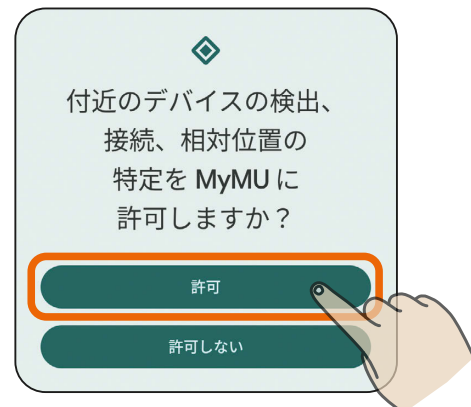 付近のデバイスの検出、
接続、相対位置の
特定を MyMU に
許可しますか？
許可
許可しない